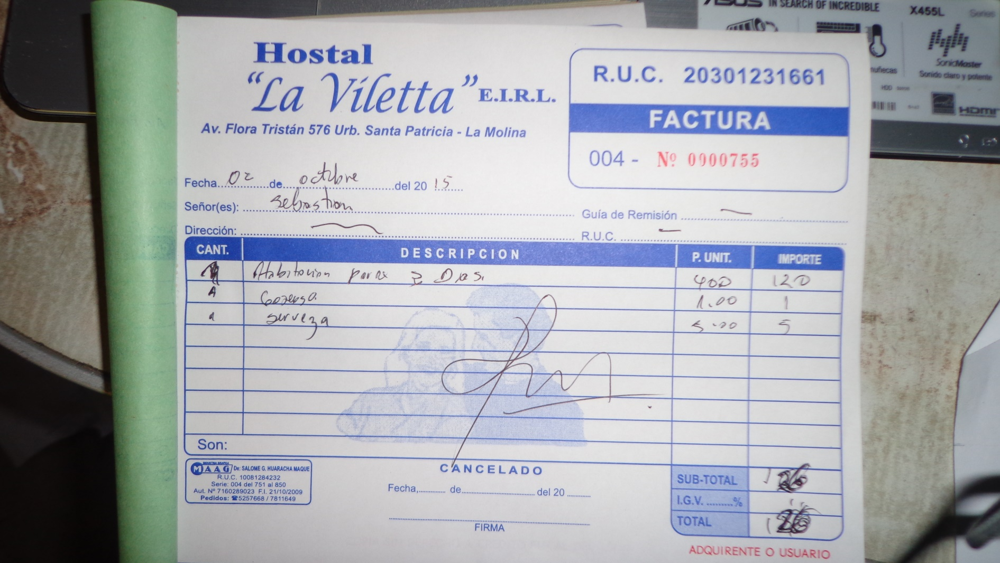 ASUS IN SEARCH OF INCREDIBLE
X455L Series
SonicMaster
Sonido claro y potente
HDD
HDMI
Hostal
"La Viletta" E.I.R.L.
Av. Flora Tristán 576 Urb. Santa Patricia - La Molina
R.U.C. 20301231661
FACTURA
004 - Nº 0900755
Fecha 02 de octubre del 20 15
Señor(es): Sebastian
Guía de Remisión
Dirección:
R.U.C.
CANT. DESCRIPCION P. UNIT. IMPORTE
Habitacion para 3 Dias. 400 120
1 1.00 1
1 serveza 5.00 5
Son:
MAAG De: SALOME G. HUARACHA MAQUE
R.U.C. 10081284232
Serie: 004 del 751 al 850
Aut. Nº 7160289023 F.I. 21/10/2009
Pedidos: ☎5257668 / 7811649
CANCELADO
Fecha, de del 20
FIRMA
SUB-TOTAL 126
I.G.V. %
TOTAL 126
ADQUIRENTE O USUARIO